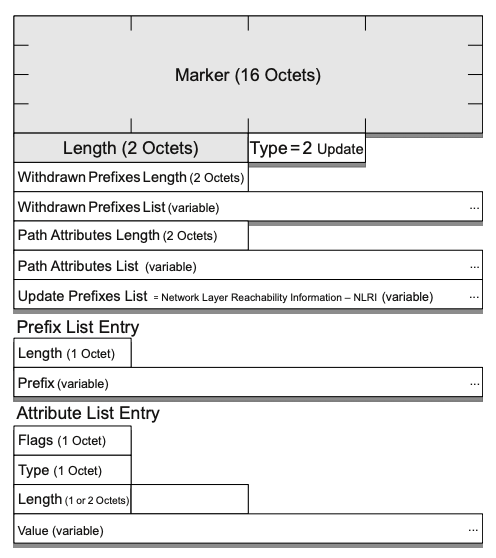 Marker (16 Octets)
Length (2 Octets) Type=2 Update
Withdrawn Prefixes Length (2 Octets)
Withdrawn Prefixes List (variable) ...
Path Attributes Length (2 Octets)
Path Attributes List (variable) ...
Update Prefixes List = Network Layer Reachability Information – NLRI (variable) ...
Prefix List Entry
Length (1 Octet)
Prefix (variable) ...
Attribute List Entry
Flags (1 Octet)
Type (1 Octet)
Length (1 or 2 Octets)
Value (variable) ...